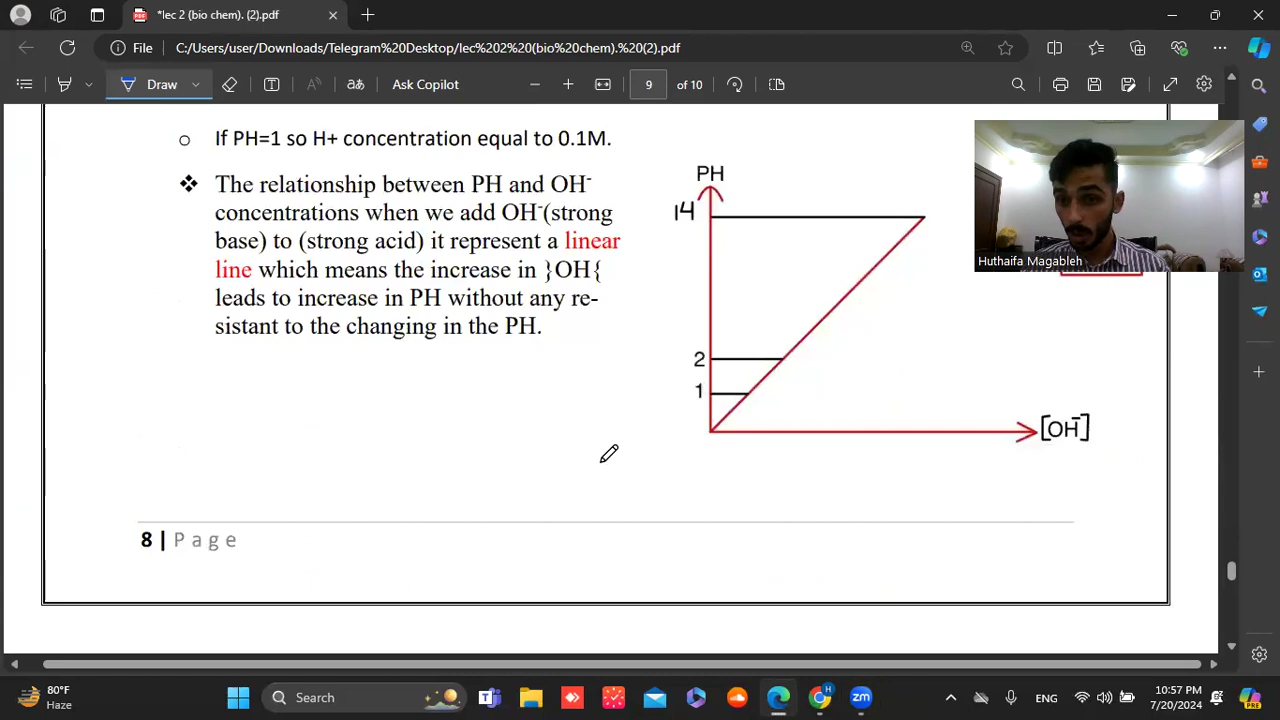 *lec 2 (bio chem). (2).pdf
File
C:/Users/user/Downloads/Telegram%20Desktop/lec%202%20(bio%20chem).%20(2).pdf
Draw
aあ
Ask Copilot
9
of 10
If PH=1 so H+ concentration equal to 0.1M.
The relationship between PH and OH-
concentrations when we add OH-(strong
base) to (strong acid) it represent a linear
line which means the increase in }OH{
leads to increase in PH without any re-
sistant to the changing in the PH.
PH
14
2
1
[OH-]
Huthaifa Magableh
8 | Page
80°F
Haze
Search
zm
ENG
10:57 PM
7/20/2024
PRE